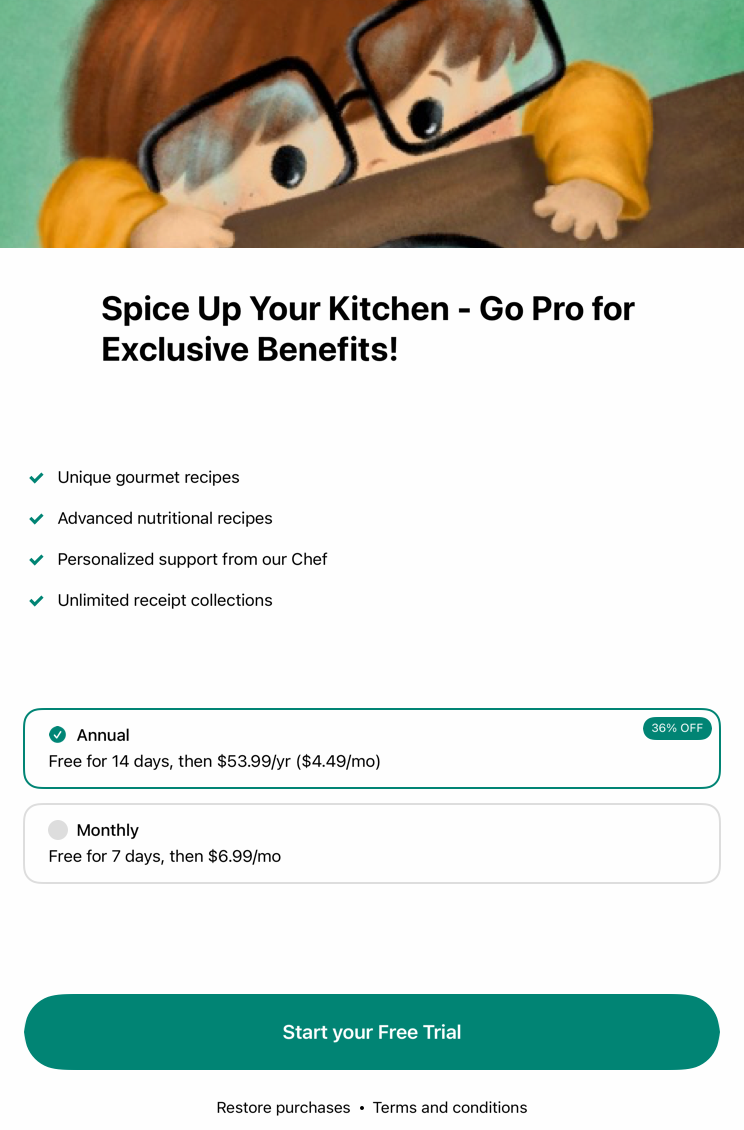 Spice Up Your Kitchen - Go Pro for
Exclusive Benefits!
Unique gourmet recipes
Advanced nutritional recipes
Personalized support from our Chef
Unlimited receipt collections
Annual
36% OFF
Free for 14 days, then $53.99/yr ($4.49/mo)
Monthly
Free for 7 days, then $6.99/mo
Start your Free Trial
Restore purchases • Terms and conditions